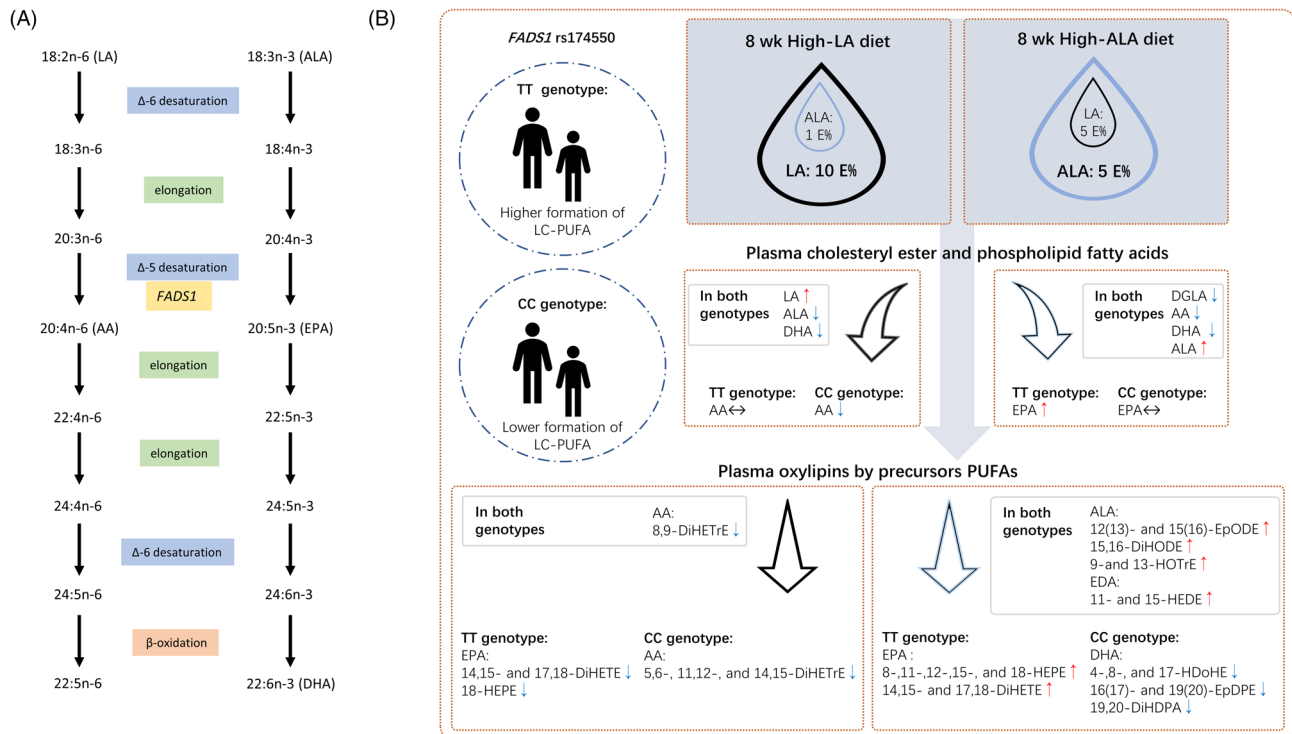 (A)
18:2n-6 (LA)
18:3n-3 (ALA)
Δ-6 desaturation
18:3n-6
18:4n-3
elongation
20:3n-6
20:4n-3
Δ-5 desaturation
FADS1
20:4n-6 (AA)
20:5n-3 (EPA)
elongation
22:4n-6
22:5n-3
elongation
24:4n-6
24:5n-3
Δ-6 desaturation
24:5n-6
24:6n-3
β-oxidation
22:5n-6
22:6n-3 (DHA)
(B)
FADS1 rs174550
TT genotype:
Higher formation of
LC-PUFA
CC genotype:
Lower formation of
LC-PUFA
8 wk High-LA diet
ALA:
1 E%
LA: 10 E%
8 wk High-ALA diet
LA:
5 E%
ALA: 5 E%
Plasma cholesteryl ester and phospholipid fatty acids
In both
genotypes
LA ↑
ALA ↓
DHA ↓
TT genotype:
AA↔
CC genotype:
AA ↓
In both
genotypes
DGLA ↓
AA ↓
DHA ↓
ALA ↑
TT genotype:
EPA ↑
CC genotype:
EPA↔
Plasma oxylipins by precursors PUFAs
In both
genotypes
AA:
8,9-DiHETrE ↓
TT genotype:
EPA:
14,15- and 17,18-DiHETE ↓
18-HEPE ↓
CC genotype:
AA:
5,6-, 11,12-, and 14,15-DiHETrE ↓
In both
genotypes
ALA:
12(13)- and 15(16)-EpODE ↑
15,16-DiHODE ↑
9-and 13-HOTrE ↑
EDA:
11- and 15-HEDE ↑
TT genotype:
EPA :
8-,11-,12-,15-, and 18-HEPE ↑
14,15- and 17,18-DiHETE ↑
CC genotype:
DHA:
4-,8-, and 17-HDoHE ↓
16(17)- and 19(20)-EpDPE ↓
19,20-DiHDPA ↓